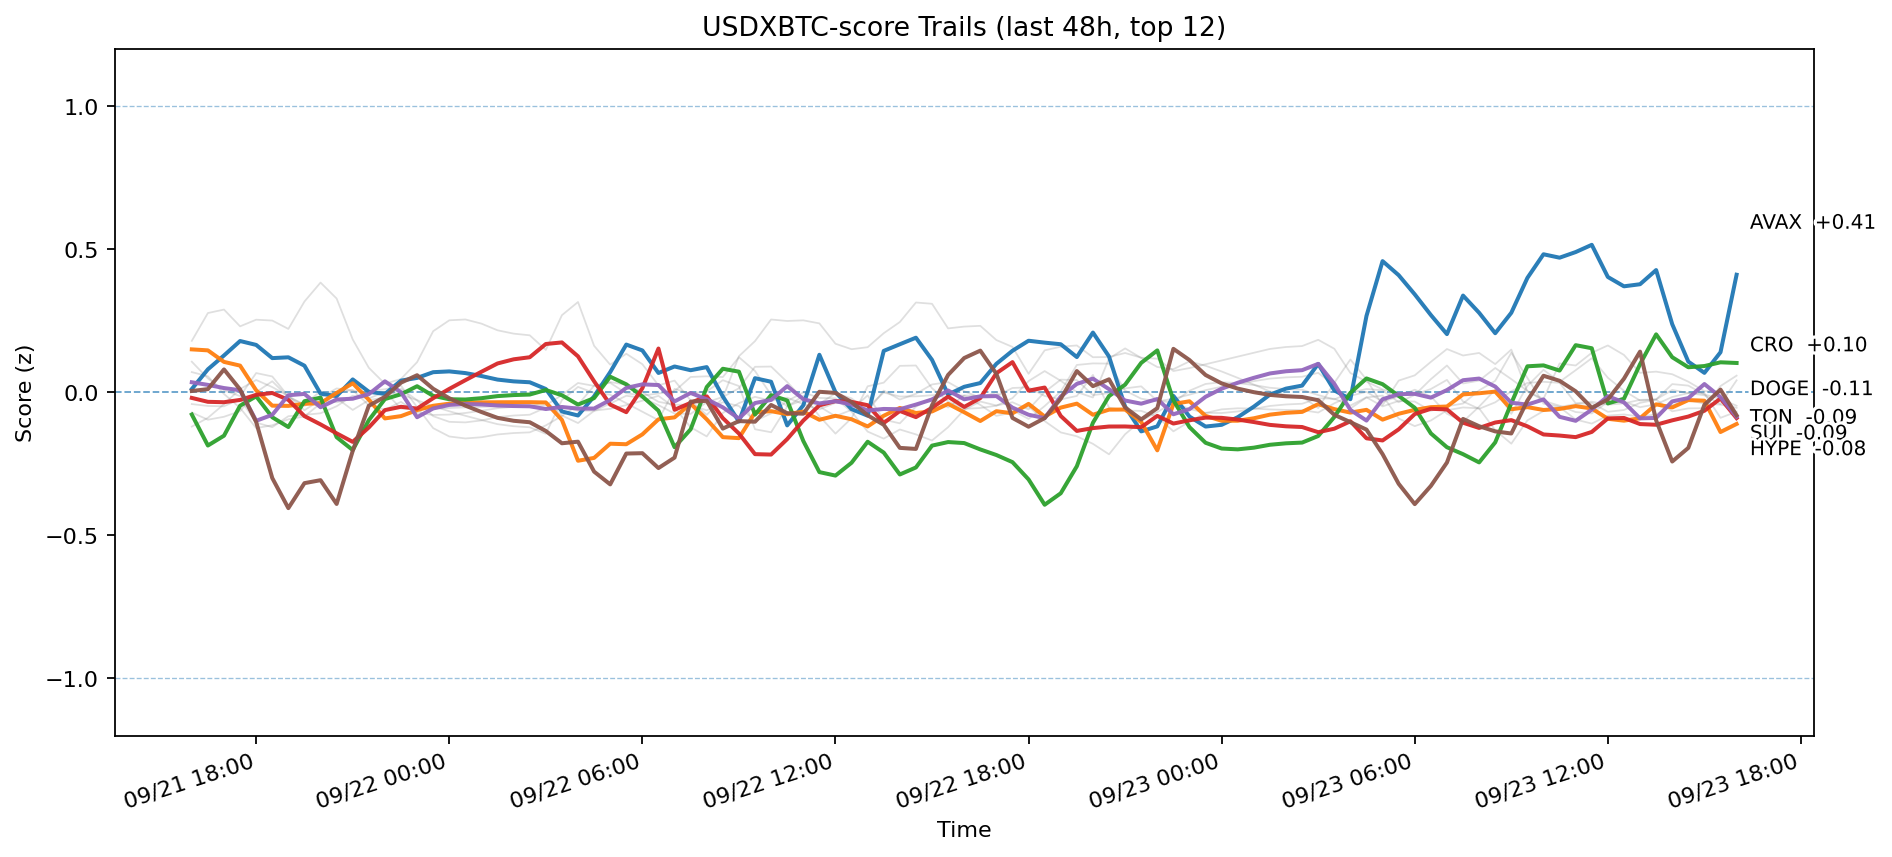 USDXBTC-score Trails (last 48h, top 12)
Score (z)
1.0
0.5
0.0
−0.5
−1.0
AVAX +0.41
CRO +0.10
DOGE -0.11
TON -0.09
SUI -0.09
HYPE -0.08
09/21 18:00
09/22 00:00
09/22 06:00
09/22 12:00
09/22 18:00
09/23 00:00
09/23 06:00
09/23 12:00
09/23 18:00
Time